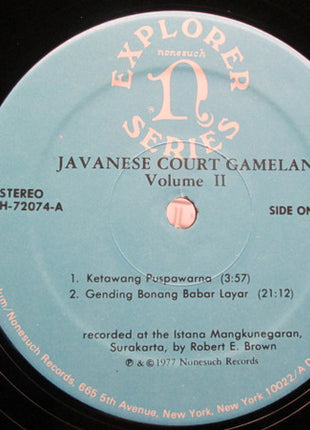 EXPLORER
nonesuch
n
SERIES
JAVANESE COURT GAMELAN
Volume II
STEREO
H-72074-A
SIDE ON
1. Ketawang Puspawarna (3:57)
2. Gending Bonang Babar Layar (21:12)
recorded at the Istana Mangkunegaran,
Surakarta, by Robert E. Brown
℗ & © 1977 Nonesuch Records
/Nonesuch Records, 665 5th Avenue, New York, New York 10022/A D